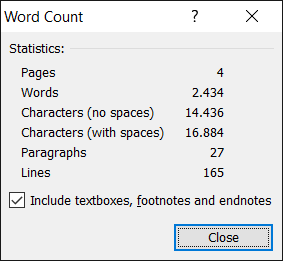 Word Count
Statistics:
Pages 4
Words 2.434
Characters (no spaces) 14.436
Characters (with spaces) 16.884
Paragraphs 27
Lines 165
Include textboxes, footnotes and endnotes
Close